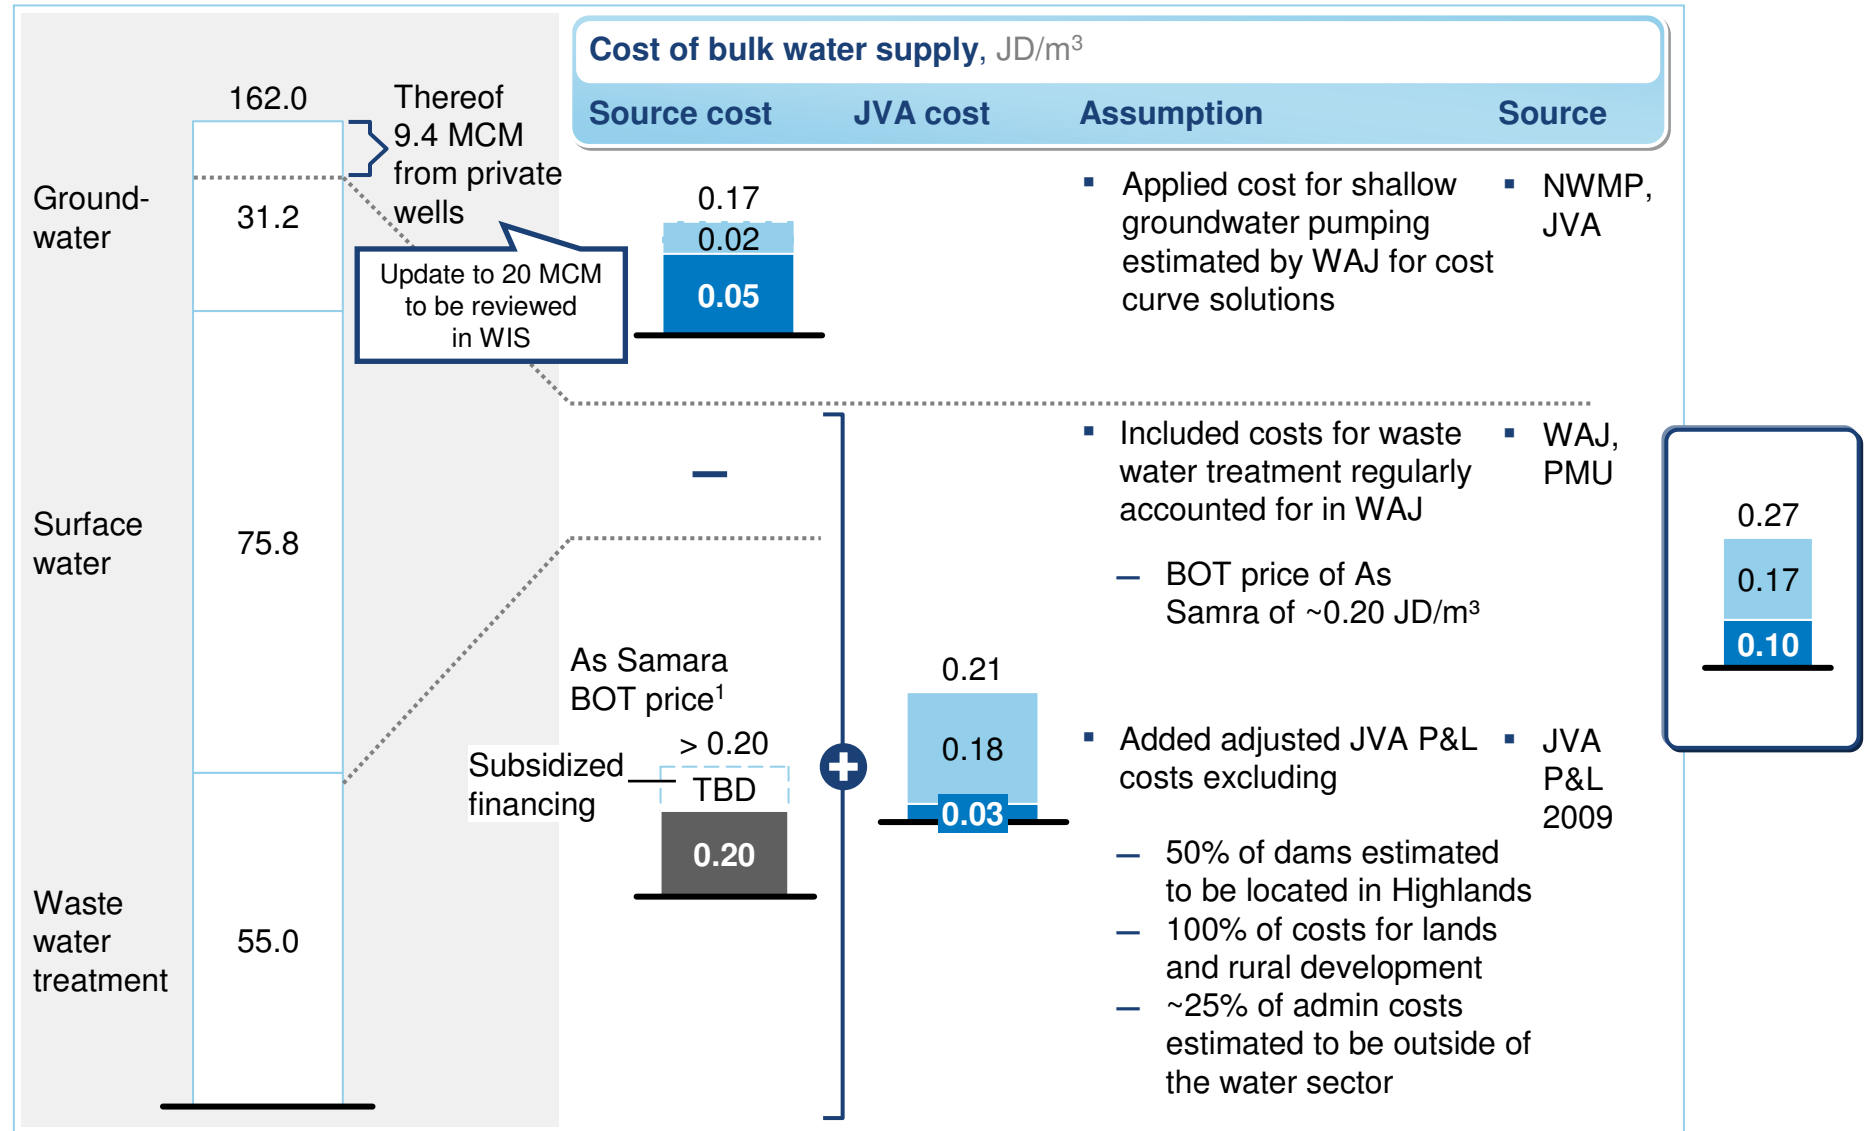 Cost of bulk water supply, JD/m³
Source cost
JVA cost
Assumption
Source
162.0
Thereof
9.4 MCM
from private
wells
Ground-
water
31.2
Update to 20 MCM
to be reviewed
in WIS
0.17
0.02
0.05
▪ Applied cost for shallow
groundwater pumping
estimated by WAJ for cost
curve solutions
▪ NWMP,
JVA
Surface
water
75.8
–
▪ Included costs for waste
water treatment regularly
accounted for in WAJ
– BOT price of As
Samra of ~0.20 JD/m³
▪ WAJ,
PMU
0.27
0.17
0.10
As Samara
BOT price¹
> 0.20
Subsidized
financing
TBD
0.20
+
0.21
0.18
0.03
▪ Added adjusted JVA P&L
costs excluding
– 50% of dams estimated
to be located in Highlands
– 100% of costs for lands
and rural development
– ~25% of admin costs
estimated to be outside of
the water sector
▪ JVA
P&L
2009
Waste
water
treatment
55.0